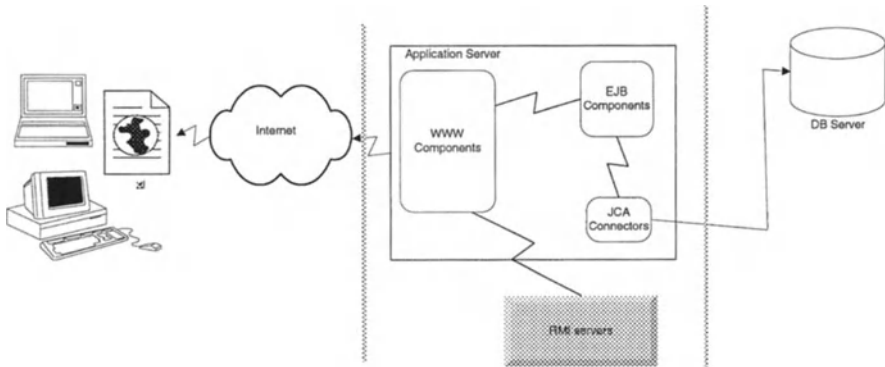 Application Server
Internet
WWW
Components
EJB
Components
JCA
Connectors
DB Server
RMI servers